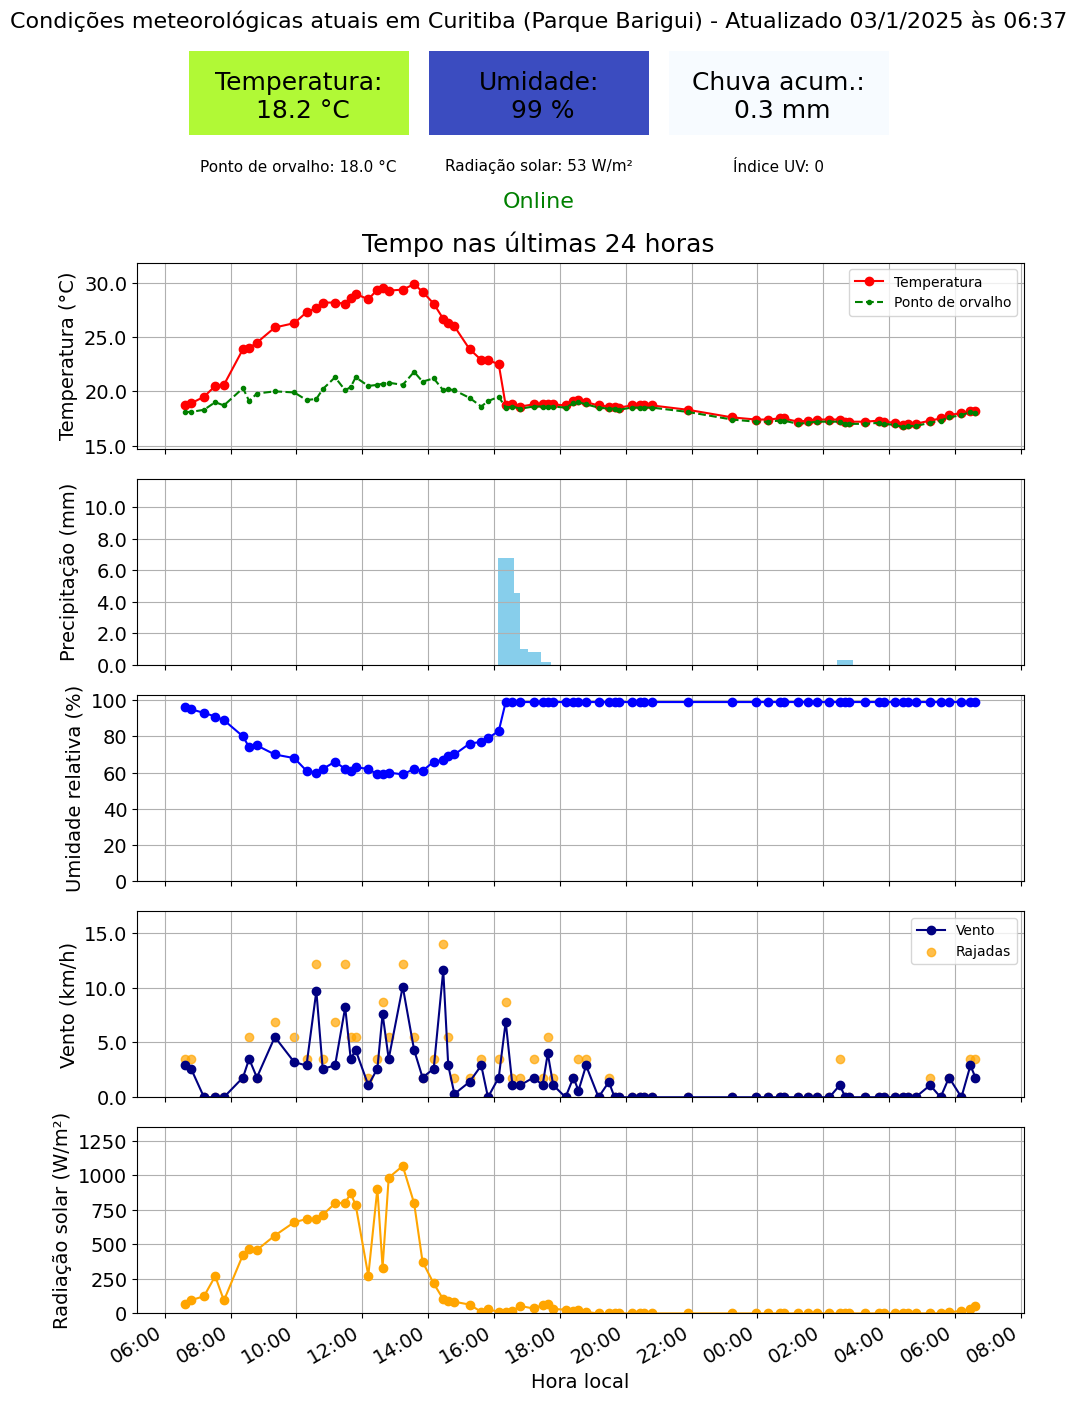 Condições meteorológicas atuais em Curitiba (Parque Barigui) - Atualizado 03/1/2025 às 06:37
Temperatura:
18.2 °C
Umidade:
99 %
Chuva acum.:
0.3 mm
Ponto de orvalho: 18.0 °C
Radiação solar: 53 W/m²
Índice UV: 0
Online
Tempo nas últimas 24 horas
Temperatura (°C)
30.0
25.0
20.0
15.0
Temperatura
Ponto de orvalho
Precipitação (mm)
10.0
8.0
6.0
4.0
2.0
0.0
Umidade relativa (%)
100
80
60
40
20
0
Vento (km/h)
15.0
10.0
5.0
0.0
Vento
Rajadas
Radiação solar (W/m²)
1250
1000
750
500
250
0
06:00
08:00
10:00
12:00
14:00
16:00
18:00
20:00
22:00
00:00
02:00
04:00
06:00
08:00
Hora local